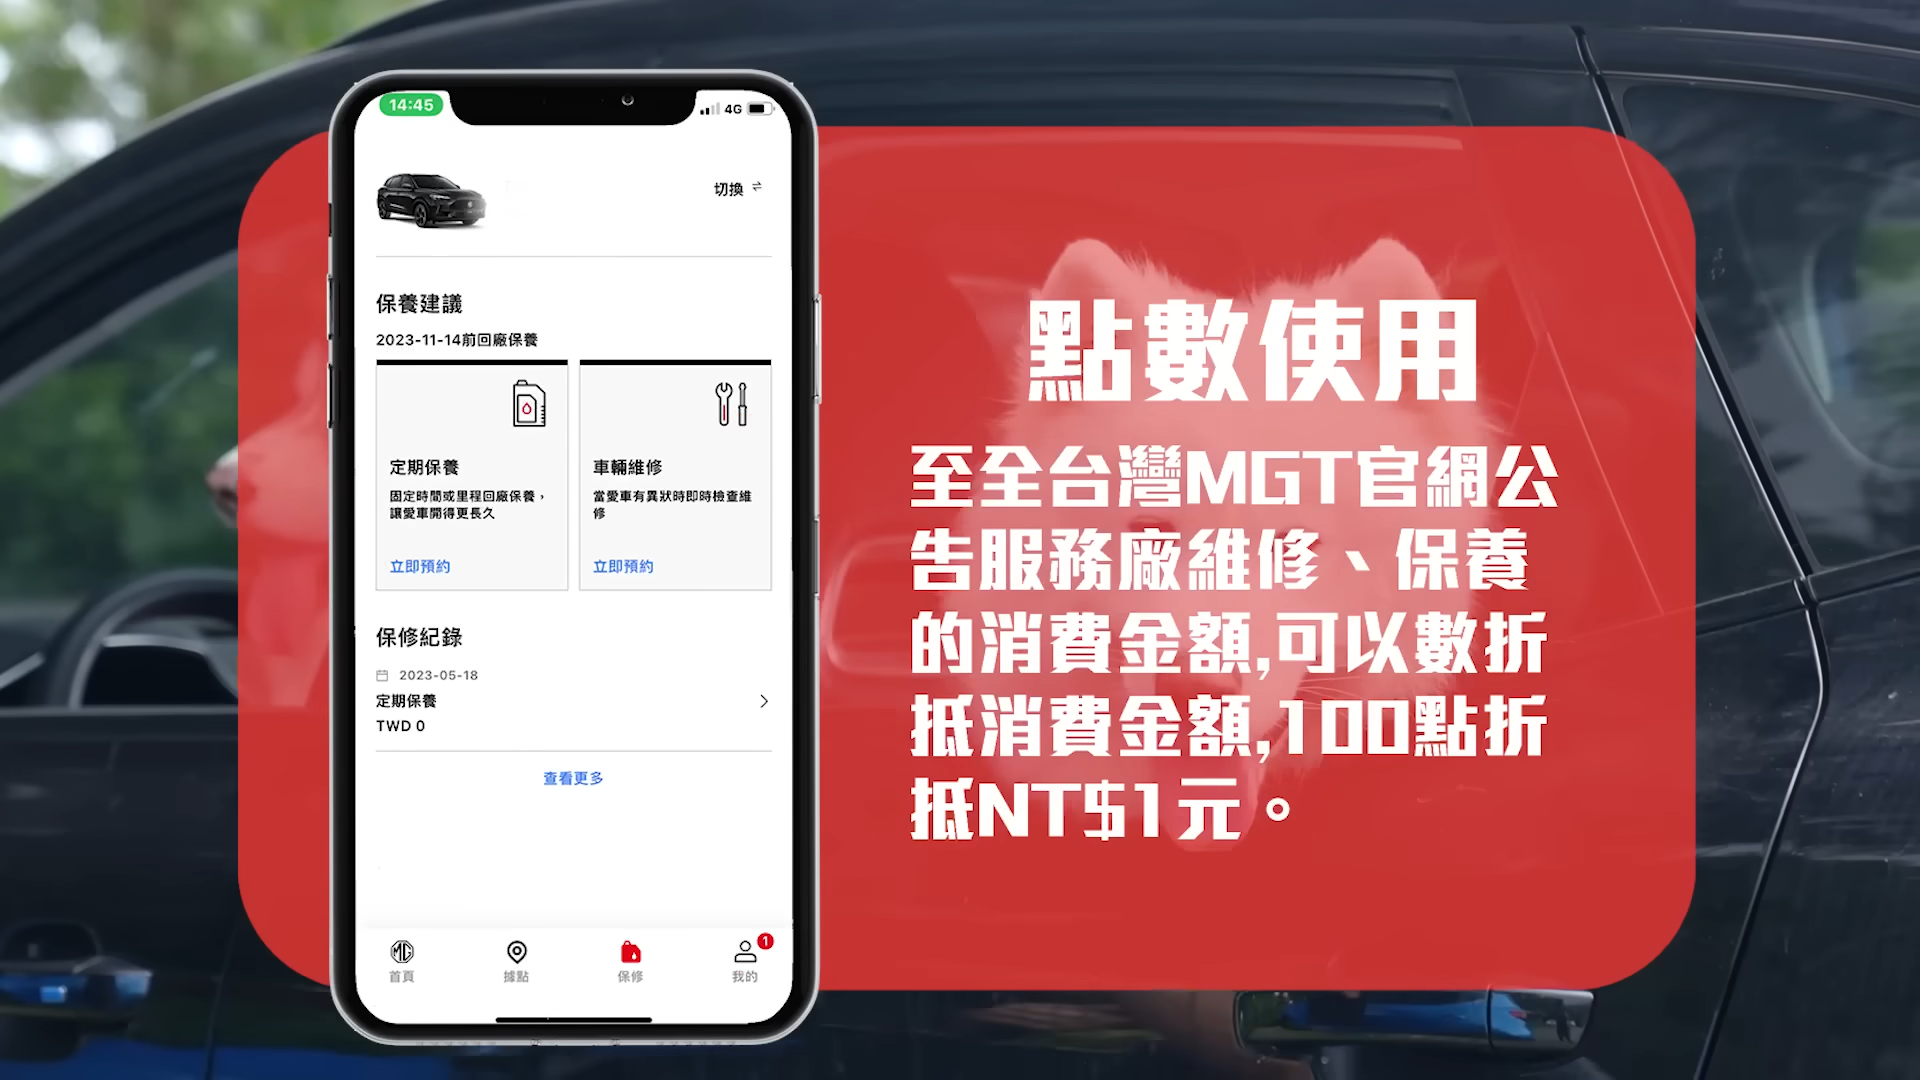 14:45
4G
切換
保養建議
2023-11-14前回廠保養
定期保養
固定時間或里程回廠保養，
讓愛車開得更長久
立即預約
車輛維修
當愛車有異狀時即時檢查維
修
立即預約
保修紀錄
2023-05-18
定期保養
TWD 0
查看更多
MG
首頁
據點
保修
1
我的
點數使用
至全台灣MGT官網公
告服務廠維修、保養
的消費金額,可以數折
抵消費金額,100點折
抵NT$1元。